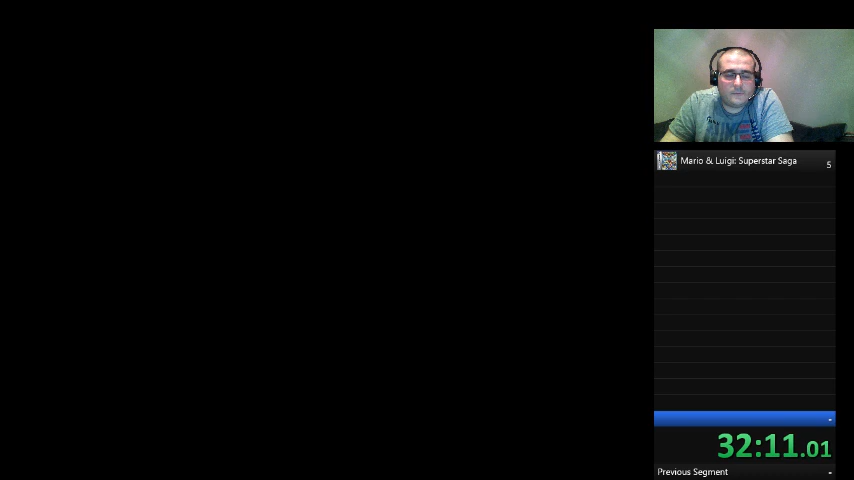 Mario & Luigi: Superstar Saga
5
-
32:11.01
Previous Segment
-